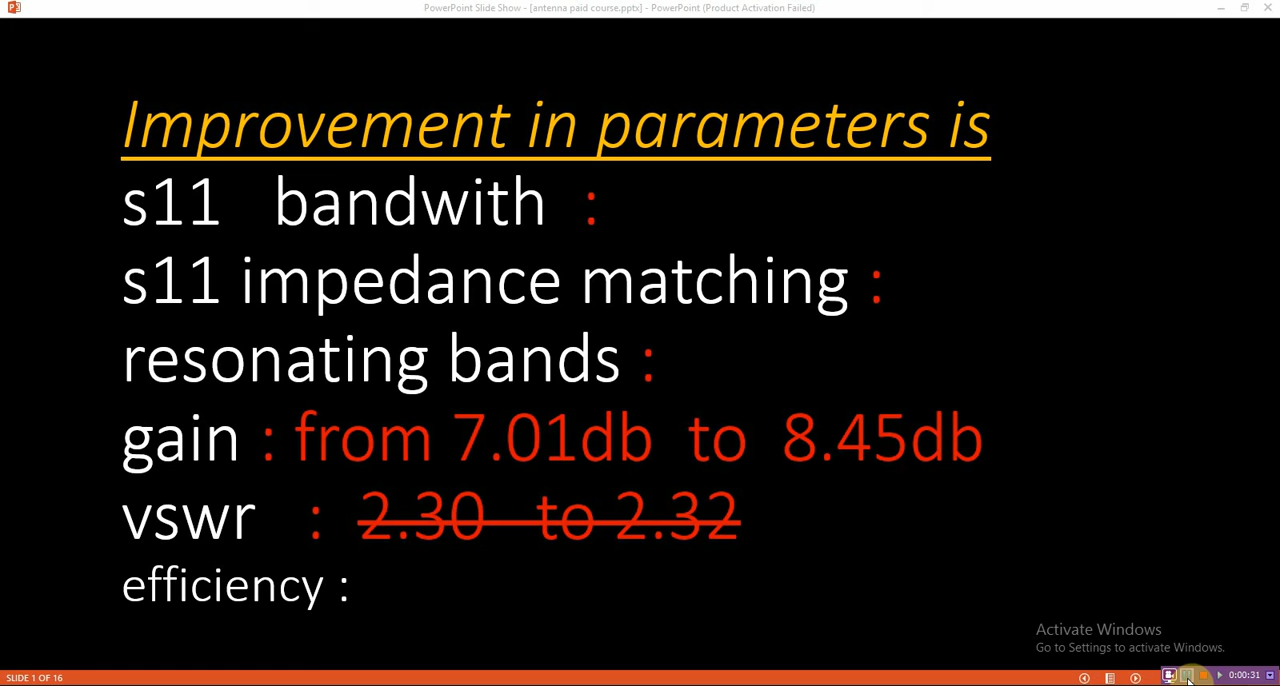 PowerPoint Slide Show - [antenna paid course.pptx] - PowerPoint (Product Activation Failed)
Improvement in parameters is
s11 bandwith :
s11 impedance matching :
resonating bands :
gain : from 7.01db to 8.45db
vswr : 2.30 to 2.32
efficiency :
Activate Windows
Go to Settings to activate Windows.
SLIDE 1 OF 16
0:00:31